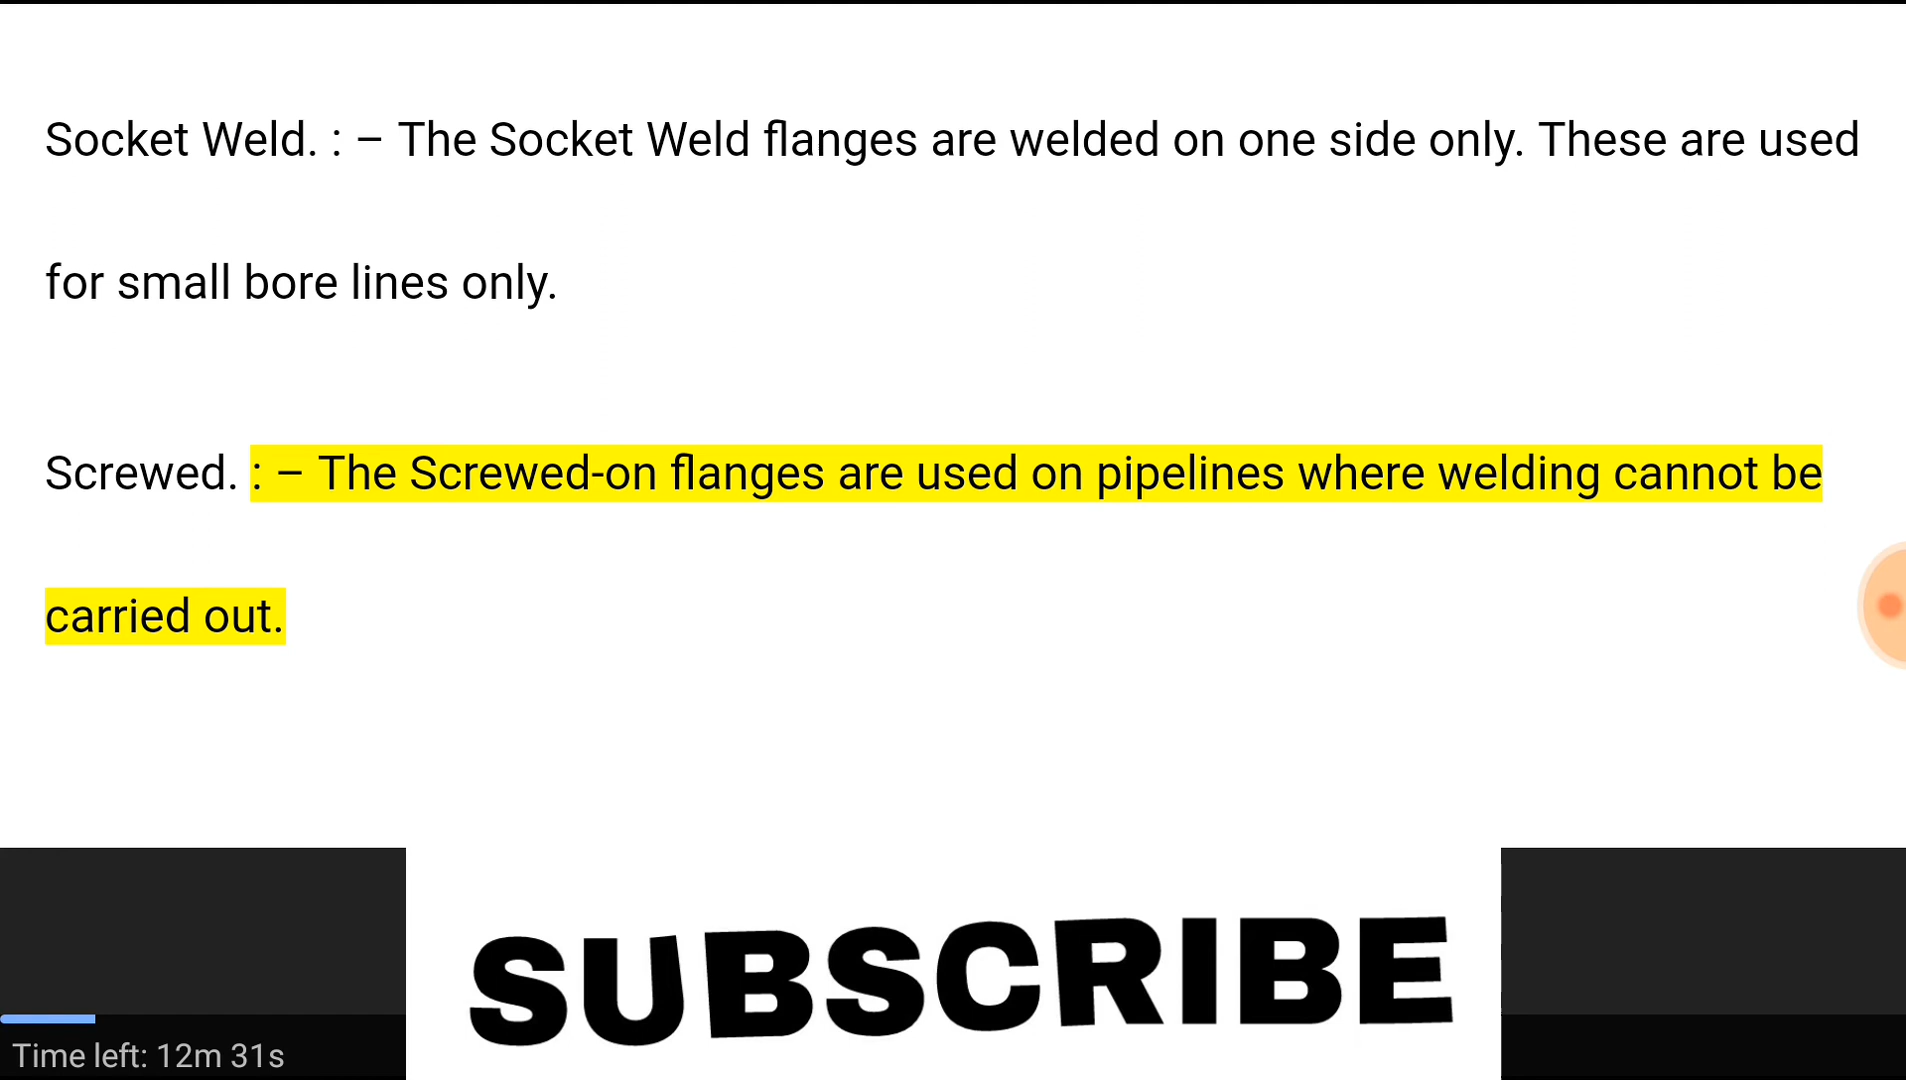 Socket Weld. : – The Socket Weld flanges are welded on one side only. These are used
for small bore lines only.
Screwed. : – The Screwed-on flanges are used on pipelines where welding cannot be
carried out.
SUBSCRIBE
Time left: 12m 31s